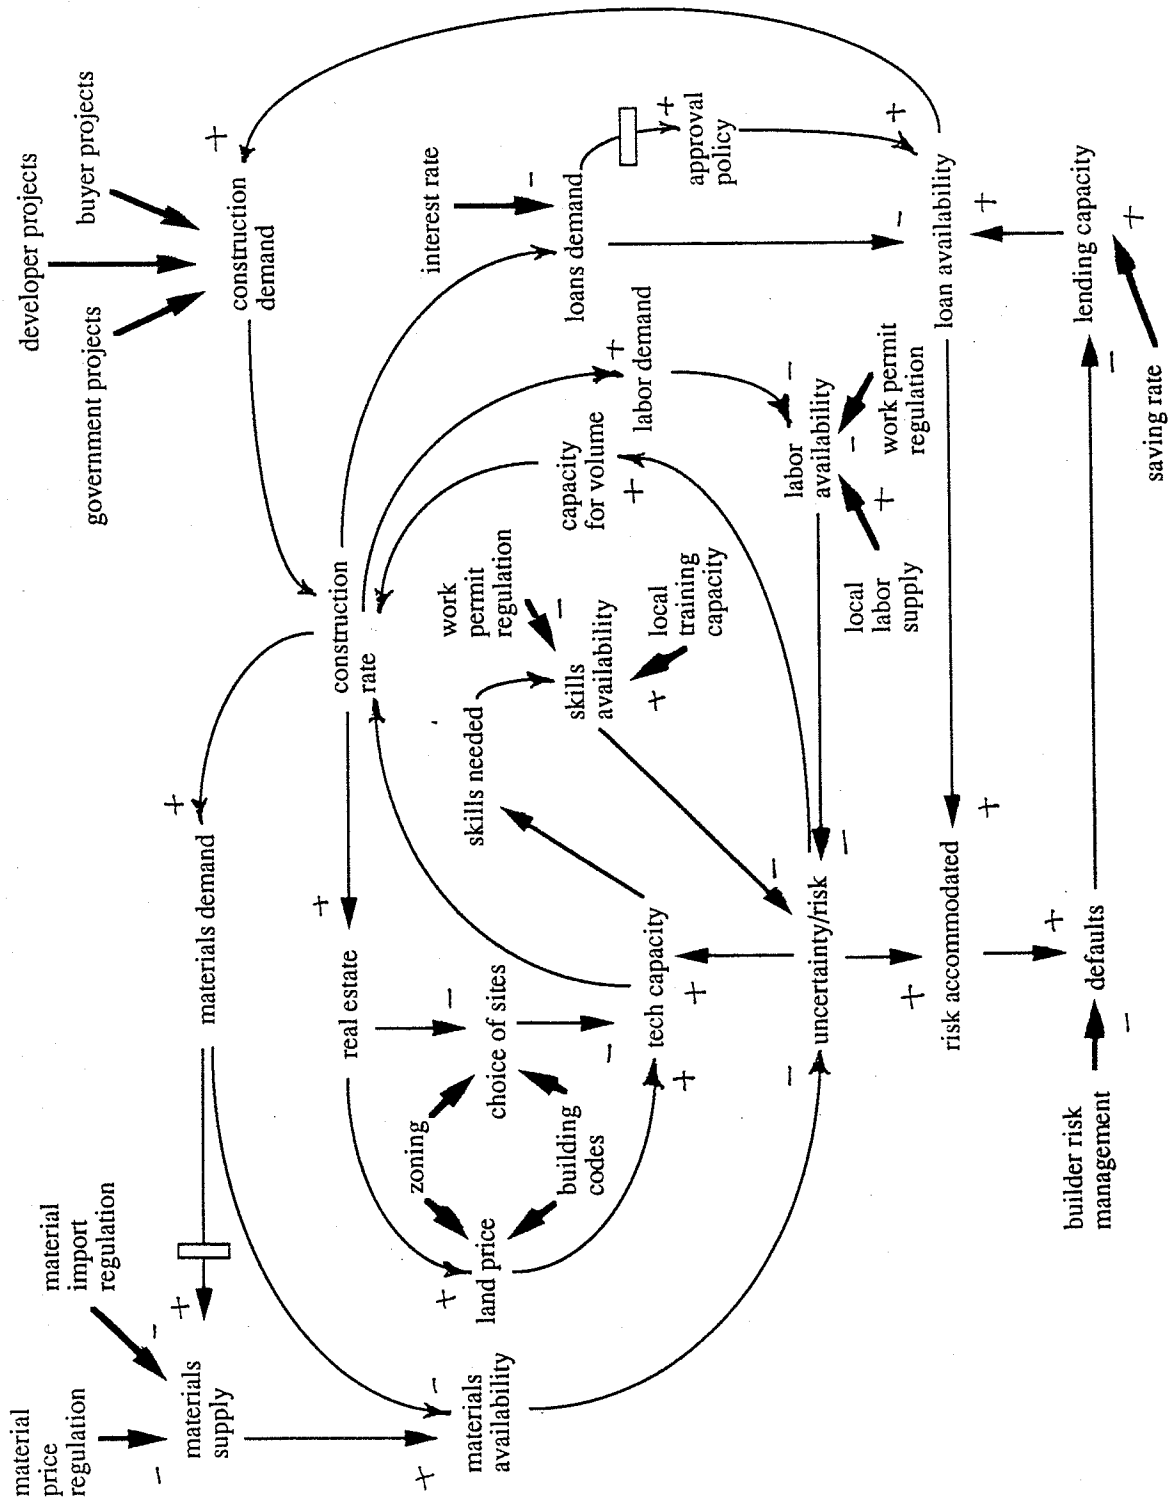 material
price
regulation
−
material
import
regulation
−
materials
supply
+
+
materials
availability
−
materials demand
+
government projects
developer projects
buyer projects
construction
demand
+
construction
rate
real estate
+
land price
+
zoning
building
codes
choice of sites
−
tech capacity
−
+
+
skills needed
skills
availability
work
permit
regulation
−
local
training
capacity
+
capacity
for volume
+
labor demand
+
labor
availability
−
work permit
regulation
−
local
labor
supply
+
interest rate
−
loans demand
approval
policy
+
loan availability
+
−
+
lending capacity
−
+
saving rate
uncertainty/risk
−
−
−
risk accommodated
+
+
defaults
+
−
builder risk
management